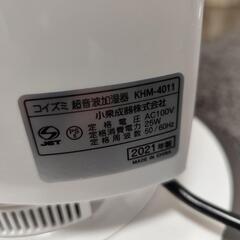 コイズミ 超音波加湿器 KHM-4011
小泉成器株式会社
定格電圧 AC100V
定格消費電力 25W
定格周波数 50/60Hz
JET
PS E
2021年製
MADE IN CHINA